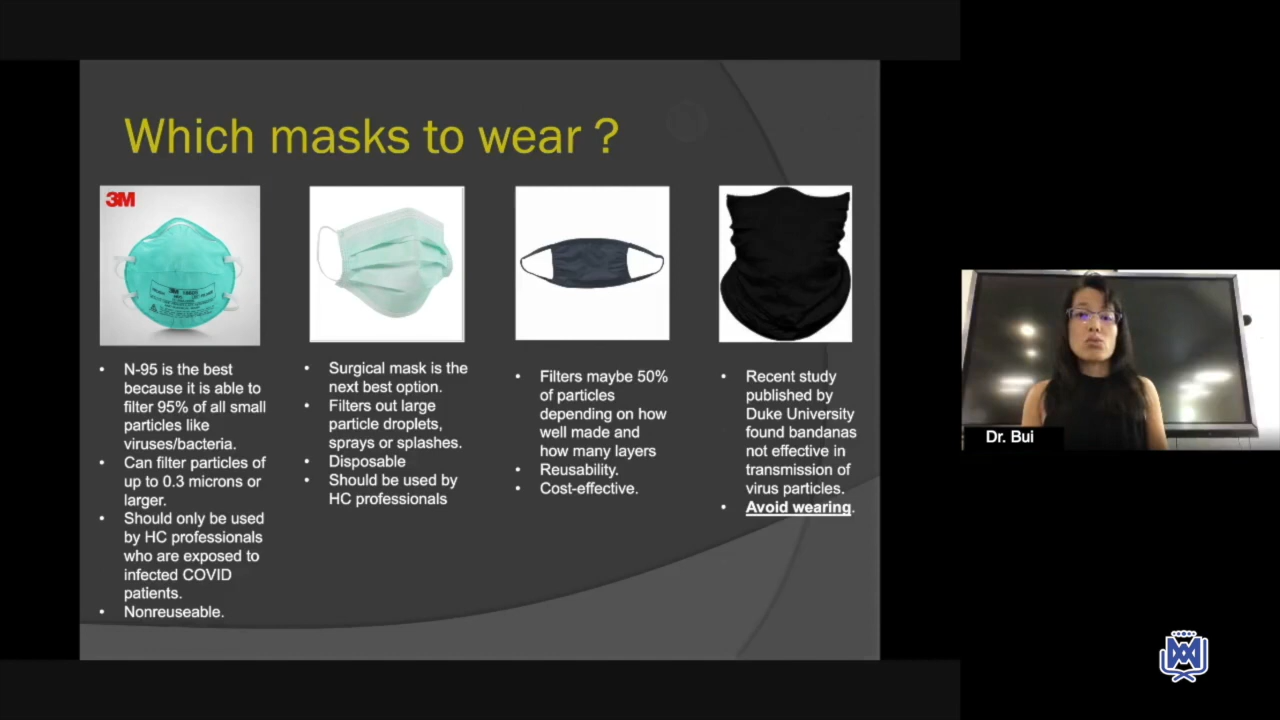 Which masks to wear ?
3M
• N-95 is the best
because it is able to
filter 95% of all small
particles like
viruses/bacteria.
• Can filter particles of
up to 0.3 microns or
larger.
• Should only be used
by HC professionals
who are exposed to
infected COVID
patients.
• Nonreuseable.
• Surgical mask is the
next best option.
• Filters out large
particle droplets,
sprays or splashes.
• Disposable
• Should be used by
HC professionals
• Filters maybe 50%
of particles
depending on how
well made and
how many layers
• Reusability.
• Cost-effective.
• Recent study
published by
Duke University
found bandanas
not effective in
transmission of
virus particles.
• Avoid wearing.
Dr. Bui